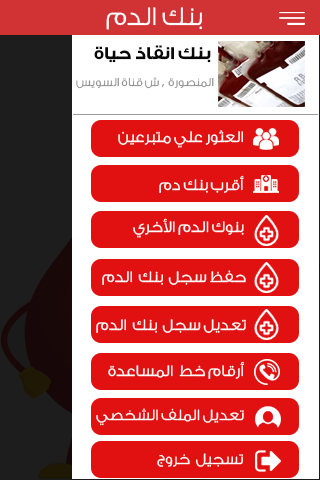 بنك الدم
بنك انقاذ حياة
المنصورة , ش قناة السويس
العثور علي متبرعين
أقرب بنك دم
بنوك الدم الأخري
حفظ سجل بنك الدم
تعديل سجل بنك الدم
أرقام خط المساعدة
تعديل الملف الشخصي
تسجيل خروج